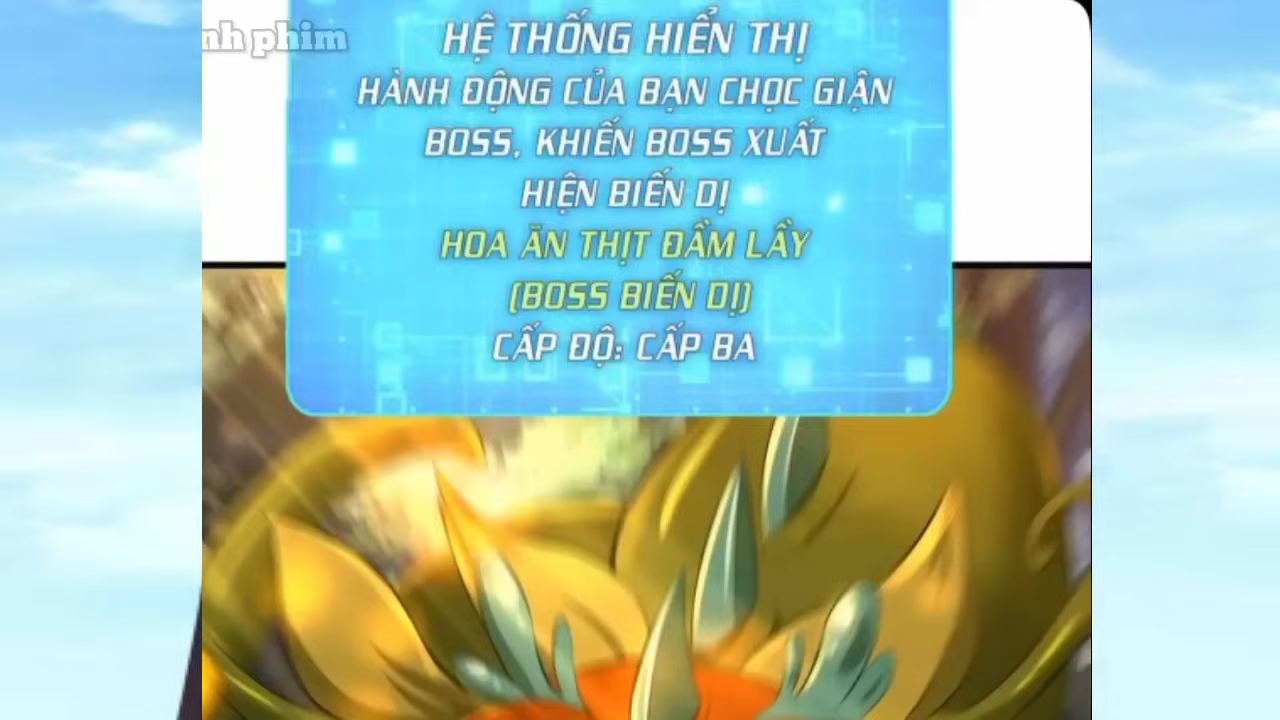 nh phim
HỆ THỐNG HIỂN THỊ
HÀNH ĐỘNG CỦA BẠN CHỌC GIẬN
BOSS, KHIẾN BOSS XUẤT
HIỆN BIẾN DỊ
HOA ĂN THỊT ĐẦM LẦY
(BOSS BIẾN DỊ)
CẤP ĐỘ: CẤP BA